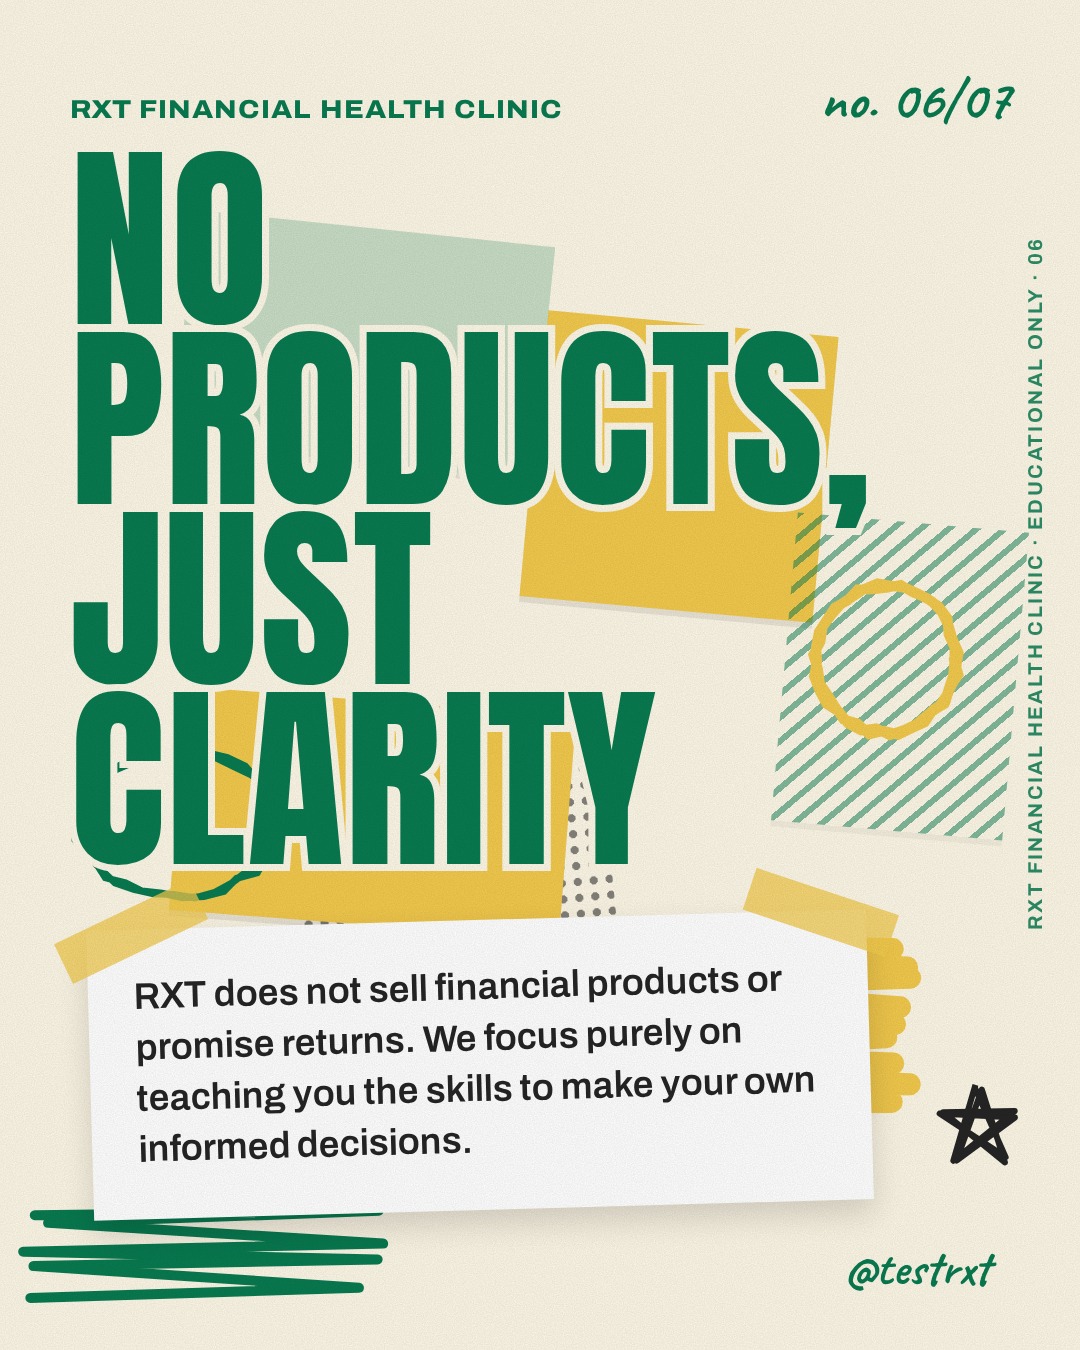 RXT FINANCIAL HEALTH CLINIC
no. 06/07
NO
PRODUCTS,
JUST
CLARITY
RXT FINANCIAL HEALTH CLINIC · EDUCATIONAL ONLY · 06
RXT does not sell financial products or
promise returns. We focus purely on
teaching you the skills to make your own
informed decisions.
@testrxt